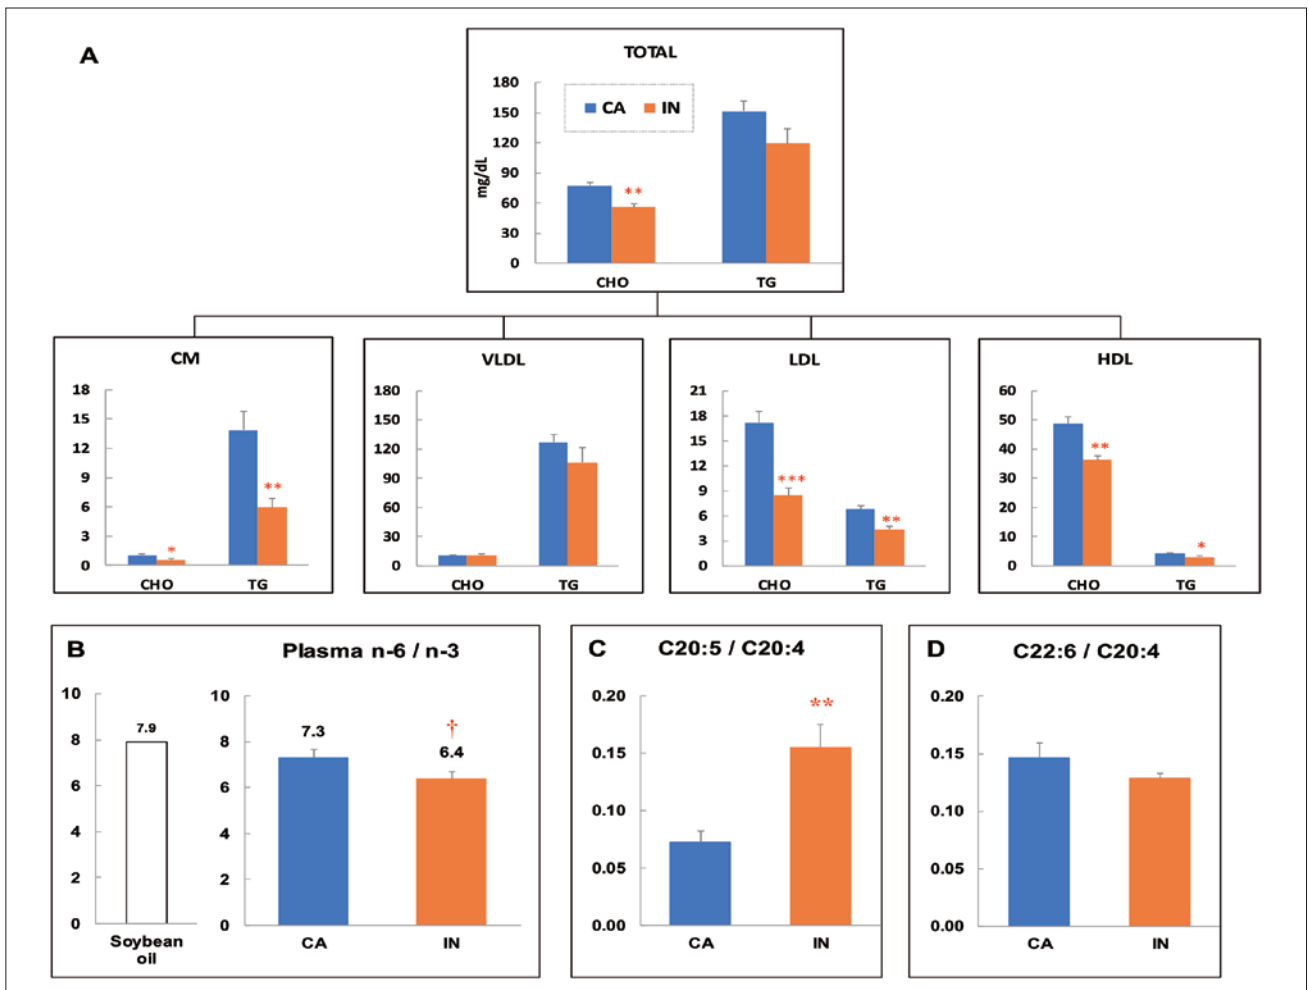 A
TOTAL
180
150
120
90
60
30
0
mg/dL
CA IN
**
CHO TG
CM
18
15
12
9
6
3
0
*
**
CHO TG
VLDL
180
150
120
90
60
30
0
CHO TG
LDL
21
18
15
12
9
6
3
0
***
**
CHO TG
HDL
60
50
40
30
20
10
0
**
*
CHO TG
B
Plasma n-6 / n-3
10
8
6
4
2
0
7.9
Soybean
oil
10
8
6
4
2
0
7.3
†
6.4
CA IN
C
C20:5 / C20:4
0.20
0.15
0.10
0.05
0.00
**
CA IN
D
C22:6 / C20:4
0.20
0.15
0.10
0.05
0.00
CA IN